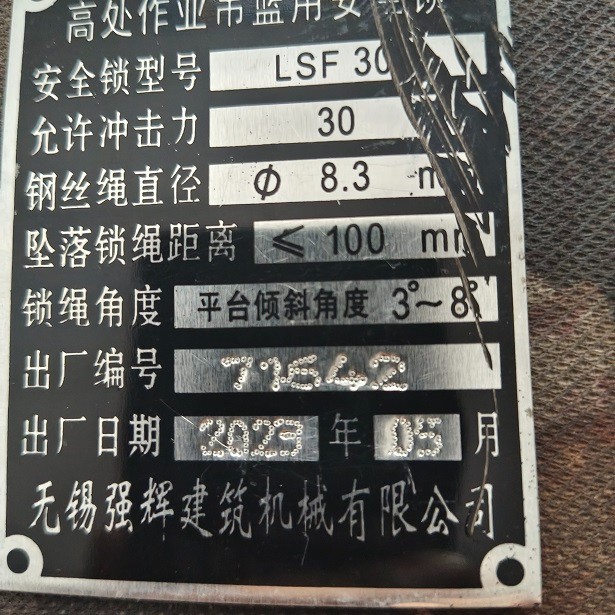 高处作业吊篮用安全锁
安全锁型号 LSF 30
允许冲击力 30
钢丝绳直径 Φ 8.3 m
坠落锁绳距离 ≤ 100 mm
锁绳角度 平台倾斜角度 3°~8°
出厂编号 71542
出厂日期 2023 年 05 月
无锡强辉建筑机械有限公司